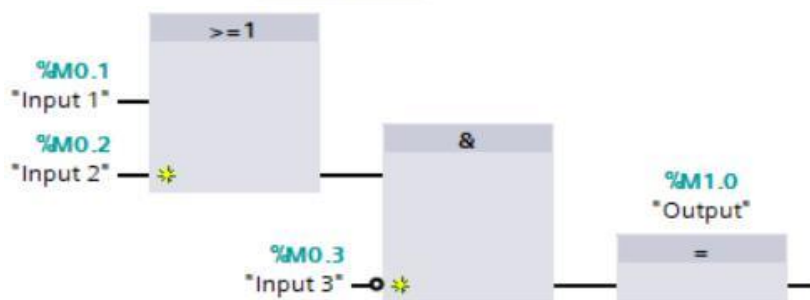 >=1
%M0.1
"Input 1"
%M0.2
"Input 2"
&
%M1.0
"Output"
%M0.3
"Input 3"
=